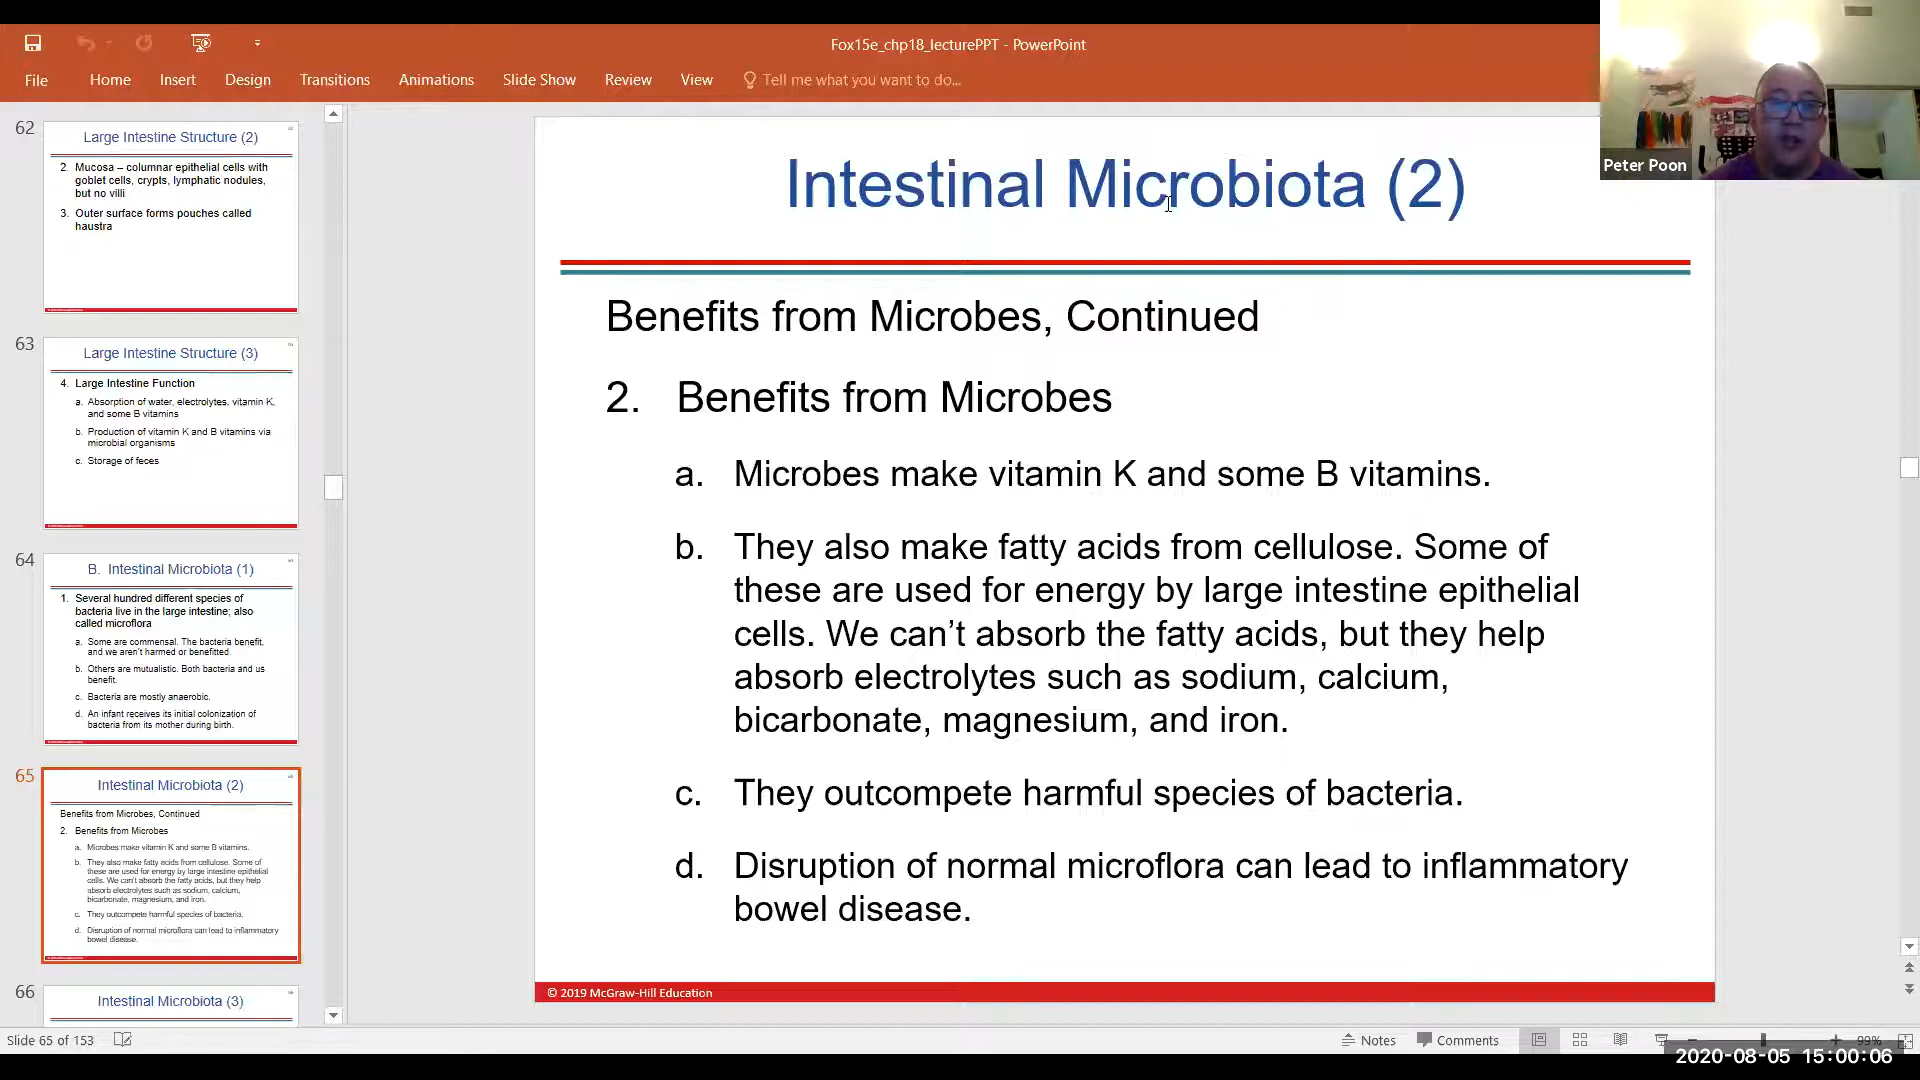 Fox15e_chp18_lecturePPT - PowerPoint
File Home Insert Design Transitions Animations Slide Show Review View Tell me what you want to do...
Peter Poon
62
Large Intestine Structure (2)
2. Mucosa – columnar epithelial cells with
goblet cells, crypts, lymphatic nodules,
but no villi
3. Outer surface forms pouches called
haustra
63
Large Intestine Structure (3)
4. Large Intestine Function
a. Absorption of water, electrolytes, vitamin K,
and some B vitamins
b. Production of vitamin K and B vitamins via
microbial organisms
c. Storage of feces
64
B. Intestinal Microbiota (1)
1. Several hundred different species of
bacteria live in the large intestine; also
called microflora
a. Some are commensal. The bacteria benefit,
and we aren't harmed or benefitted.
b. Others are mutualistic. Both bacteria and us
benefit.
c. Bacteria are mostly anaerobic.
d. An infant receives its initial colonization of
bacteria from its mother during birth.
65
Intestinal Microbiota (2)
Benefits from Microbes, Continued
2. Benefits from Microbes
a. Microbes make vitamin K and some B vitamins.
b. They also make fatty acids from cellulose. Some of
these are used for energy by large intestine epithelial
cells. We can't absorb the fatty acids, but they help
absorb electrolytes such as sodium, calcium,
bicarbonate, magnesium, and iron.
c. They outcompete harmful species of bacteria.
d. Disruption of normal microflora can lead to inflammatory
bowel disease.
66
Intestinal Microbiota (3)
Intestinal Microbiota (2)
Benefits from Microbes, Continued
2. Benefits from Microbes
a. Microbes make vitamin K and some B vitamins.
b. They also make fatty acids from cellulose. Some of
these are used for energy by large intestine epithelial
cells. We can't absorb the fatty acids, but they help
absorb electrolytes such as sodium, calcium,
bicarbonate, magnesium, and iron.
c. They outcompete harmful species of bacteria.
d. Disruption of normal microflora can lead to inflammatory
bowel disease.
© 2019 McGraw-Hill Education
Slide 65 of 153
Notes Comments 99%
2020-08-05 15:00:06